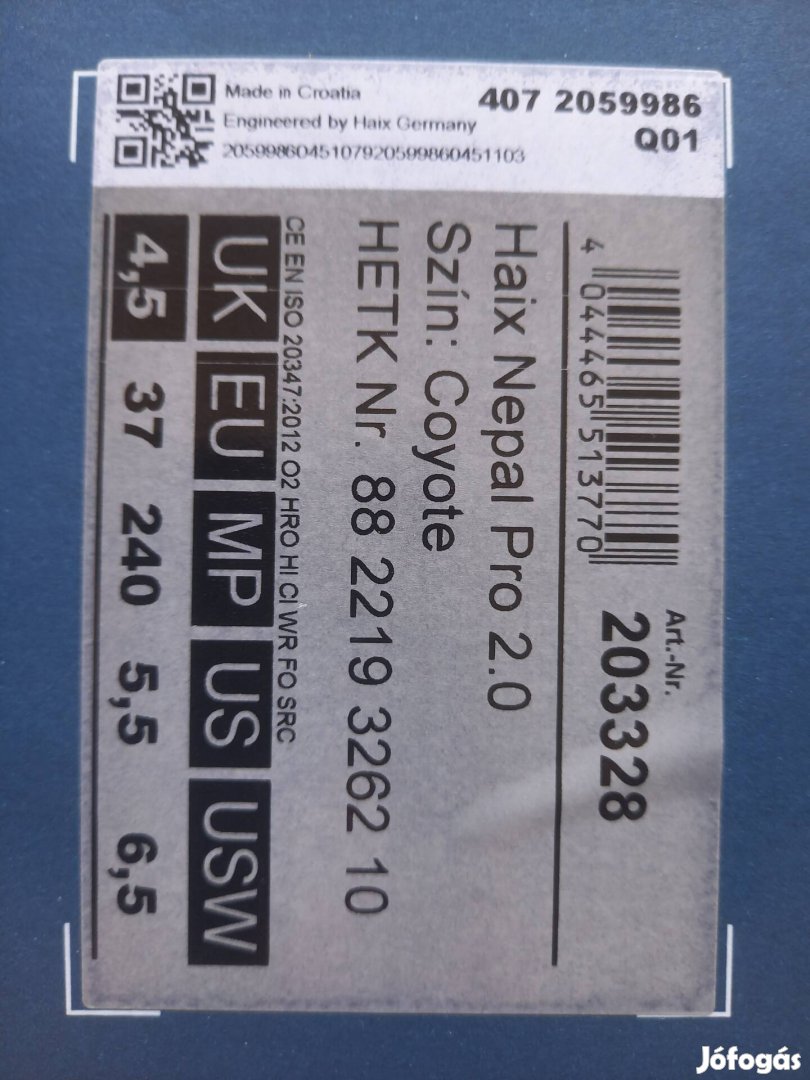 Made in Croatia
Engineered by Haix Germany
2059986045107920599860451103
407 2059986
Q01
4 044465 513770
Art.-Nr.
203328
Haix Nepal Pro 2.0
Szín: Coyote
HETK Nr. 88 2219 3262 10
CE EN ISO 20347:2012 O2 HRO HI CI WR FO SRC
UK EU MP US USW
4,5 37 240 5,5 6,5
Jófogás